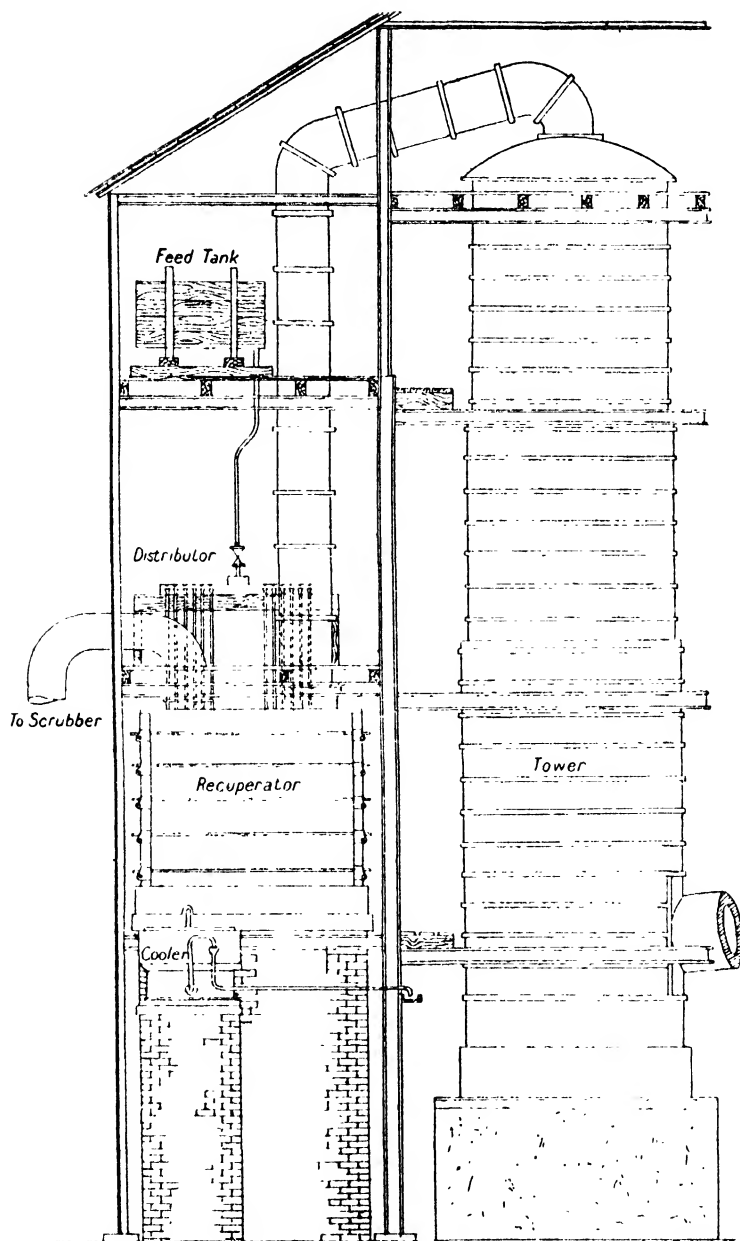 Feed Tank
Distributor
To Scrubber
Recuperator
Tower
Cooler